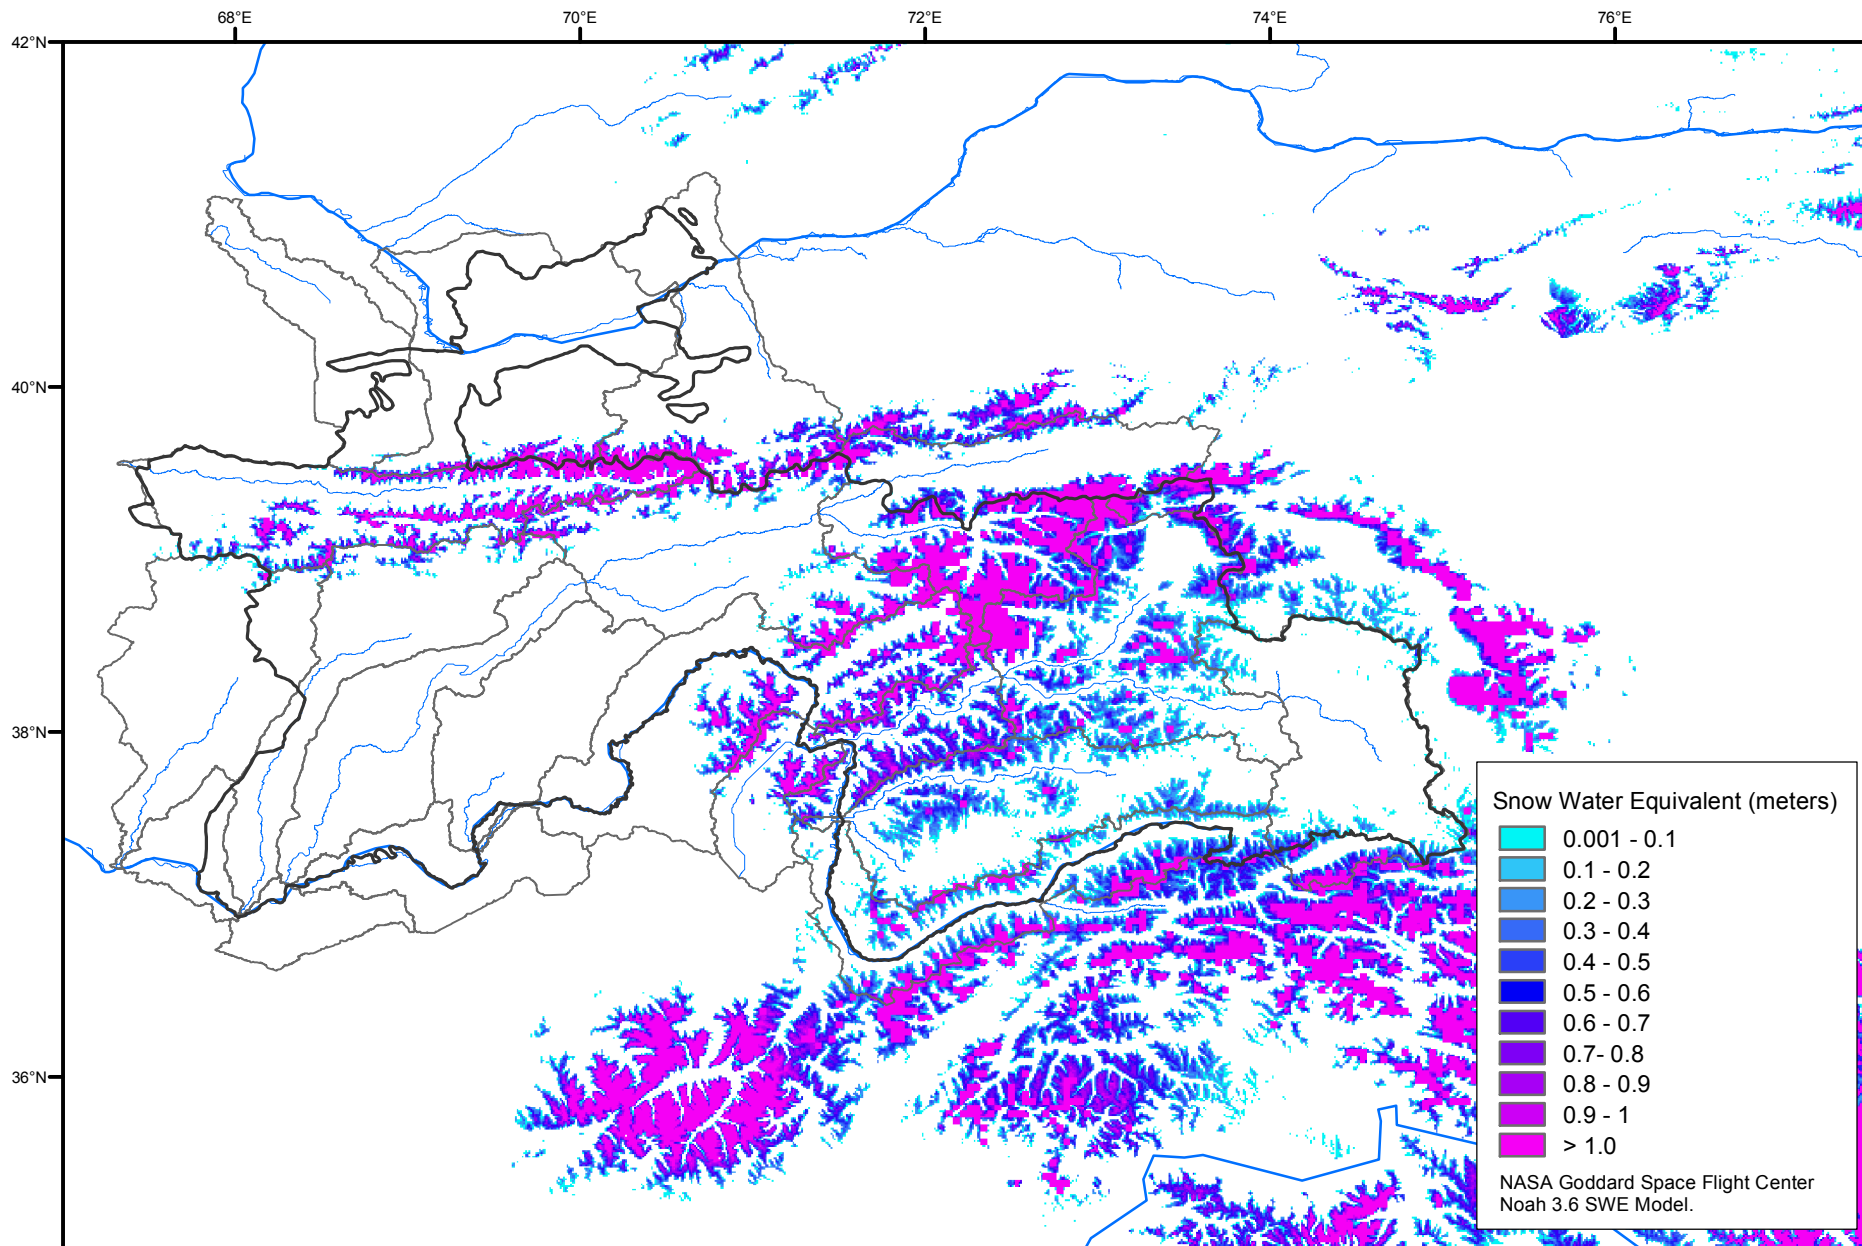 68°E 70°E 72°E 74°E 76°E
42°N
40°N
38°N
36°N
Snow Water Equivalent (meters)
0.001 - 0.1
0.1 - 0.2
0.2 - 0.3
0.3 - 0.4
0.4 - 0.5
0.5 - 0.6
0.6 - 0.7
0.7- 0.8
0.8 - 0.9
0.9 - 1
> 1.0
NASA Goddard Space Flight Center
Noah 3.6 SWE Model.